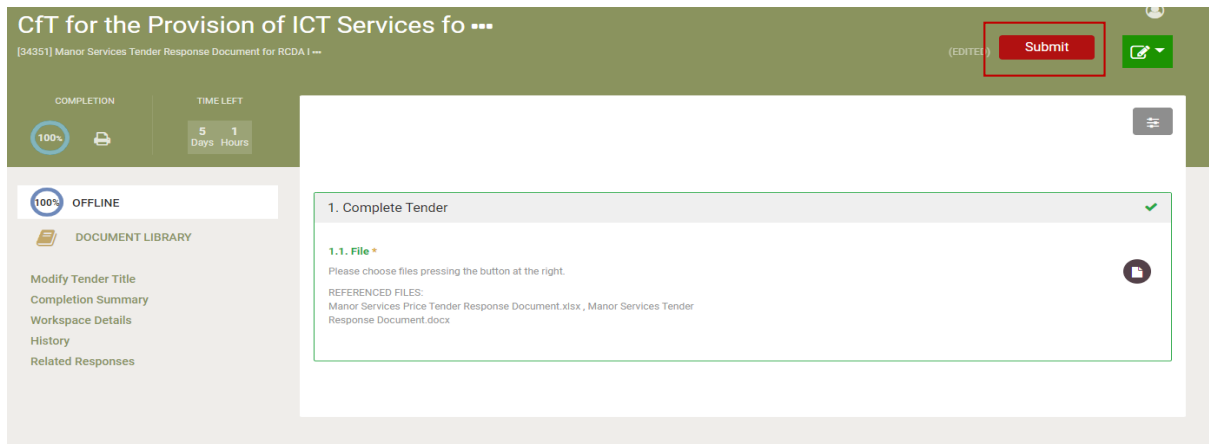 CfT for the Provision of ICT Services fo •••
[34351] Manor Services Tender Response Document for RCDA I •••
(EDITED)
Submit
COMPLETION
TIME LEFT
100%
5 1
Days Hours
100%
OFFLINE
DOCUMENT LIBRARY
Modify Tender Title
Completion Summary
Workspace Details
History
Related Responses
1. Complete Tender
1.1. File *
Please choose files pressing the button at the right.
REFERENCED FILES:
Manor Services Price Tender Response Document.xlsx , Manor Services Tender
Response Document.docx